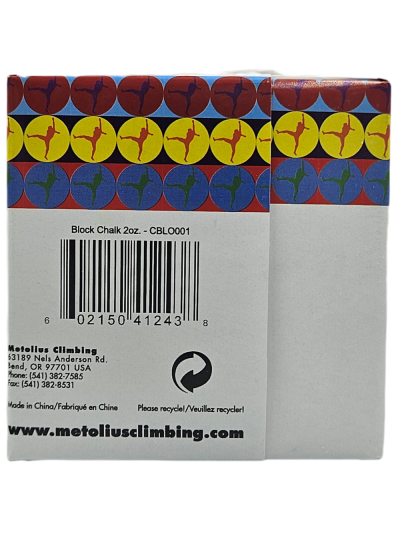 Block Chalk 2oz. - CBLO001
6 02150 41243 8
Metolius Climbing
63189 Nels Anderson Rd.
Bend, OR 97701 USA
Phone: (541) 382-7585
Fax: (541) 382-8531
Made in China/Fabriqué en Chine Please recycle!/Veuillez recycler!
www.metoliusclimbing.com